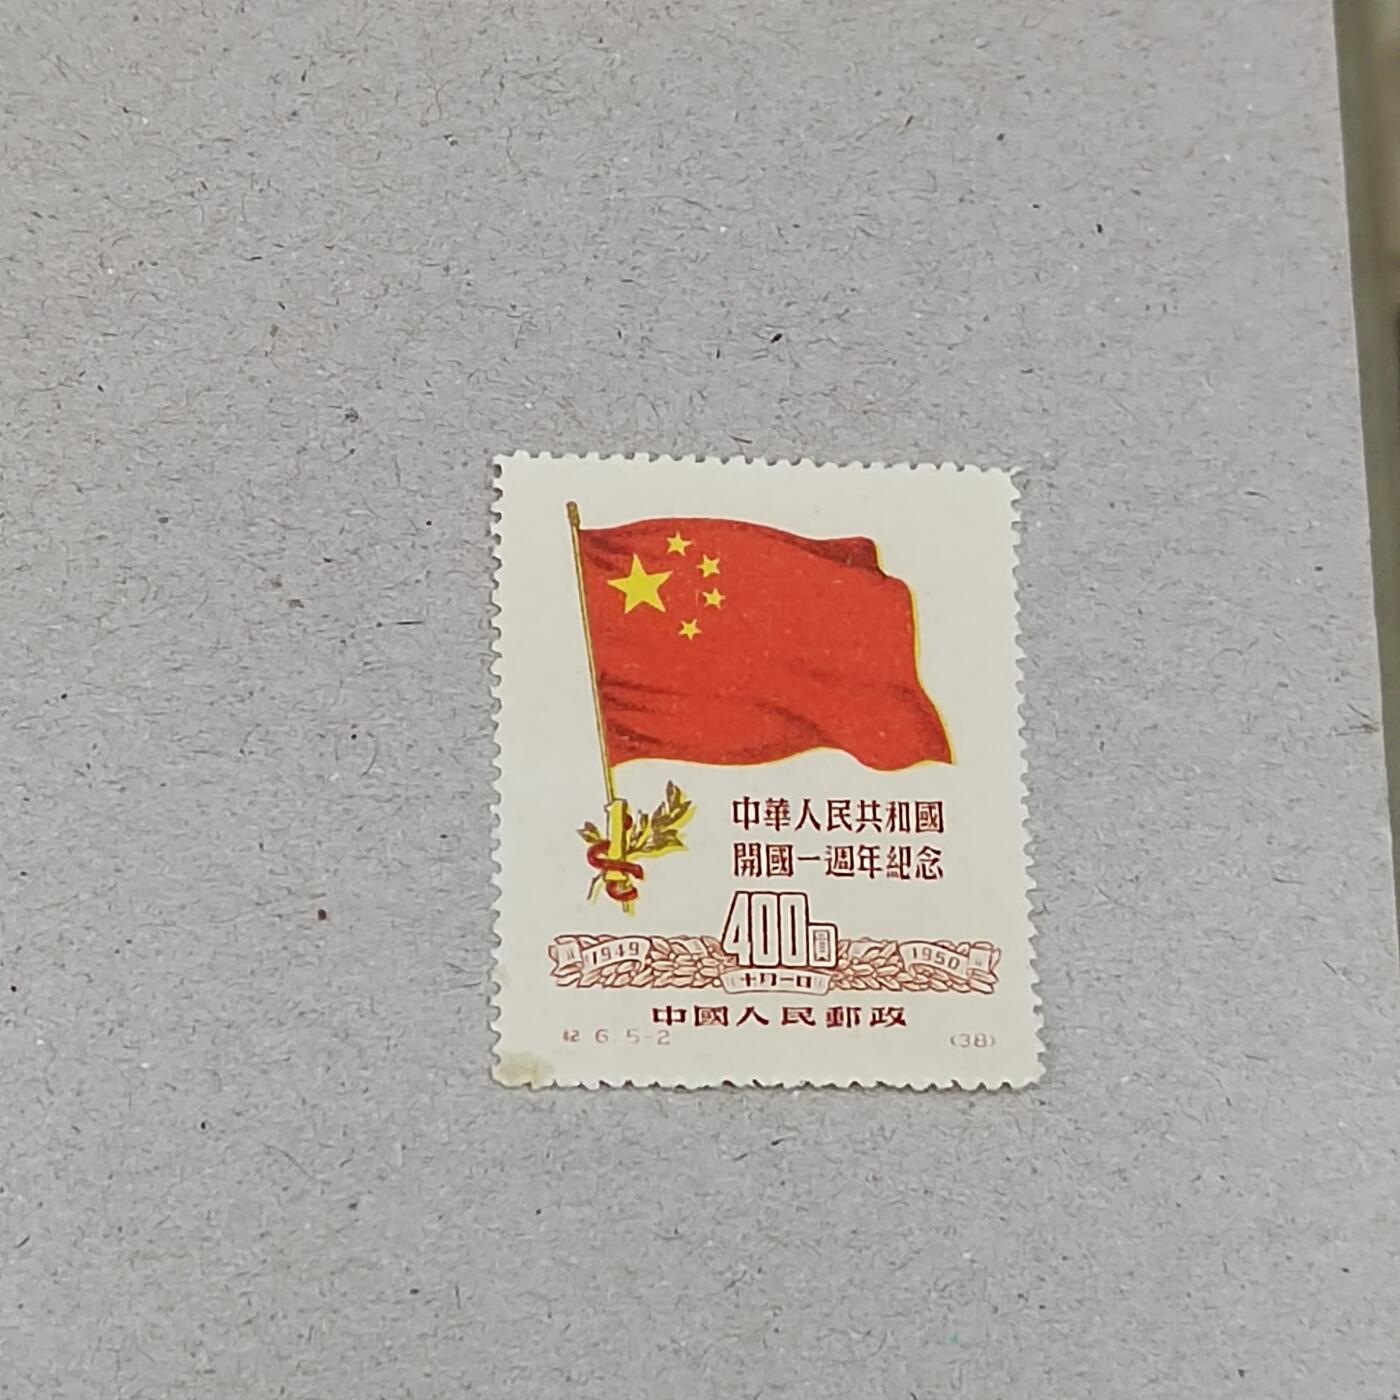 中華人民共和國
開國一週年紀念
400圓
1949
1950
十月一日
中國人民郵政
紀 6. 5-2
(38)